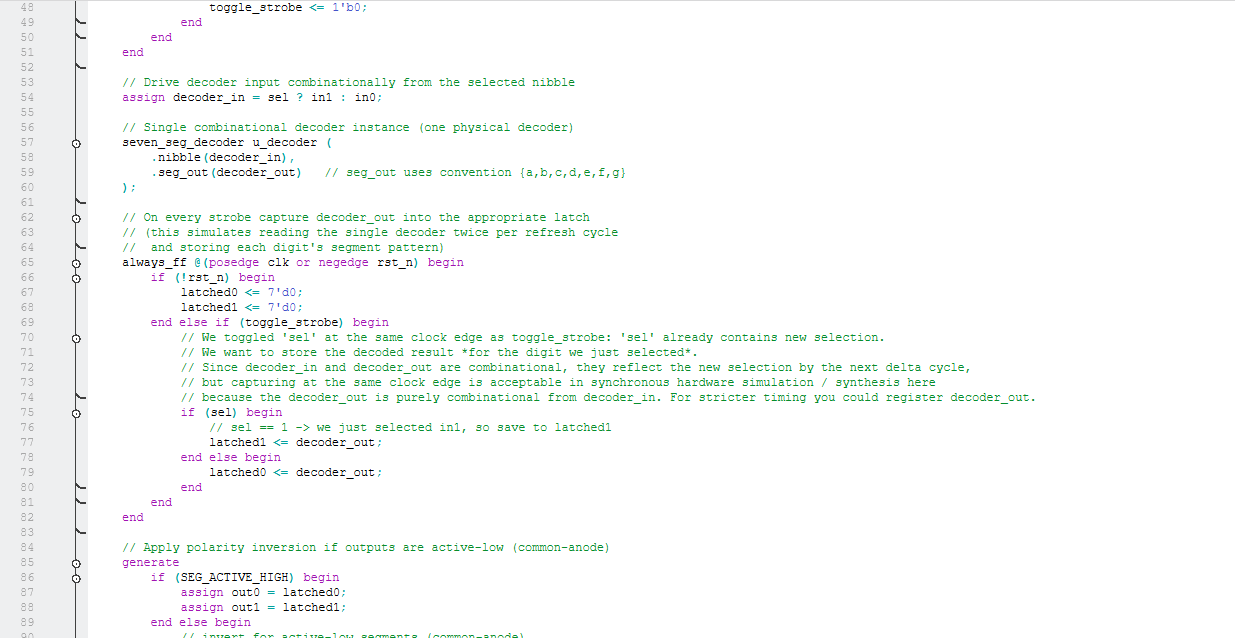 48                 toggle_strobe <= 1'b0;
49             end
50         end
51     end
52
53     // Drive decoder input combinationally from the selected nibble
54     assign decoder_in = sel ? in1 : in0;
55
56     // Single combinational decoder instance (one physical decoder)
57     seven_seg_decoder u_decoder (
58         .nibble(decoder_in),
59         .seg_out(decoder_out)   // seg_out uses convention {a,b,c,d,e,f,g}
60     );
61
62     // On every strobe capture decoder_out into the appropriate latch
63     // (this simulates reading the single decoder twice per refresh cycle
64     //  and storing each digit's segment pattern)
65     always_ff @(posedge clk or negedge rst_n) begin
66         if (!rst_n) begin
67             latched0 <= 7'd0;
68             latched1 <= 7'd0;
69         end else if (toggle_strobe) begin
70             // We toggled 'sel' at the same clock edge as toggle_strobe: 'sel' already contains new selection.
71             // We want to store the decoded result *for the digit we just selected*.
72             // Since decoder_in and decoder_out are combinational, they reflect the new selection by the next delta cycle,
73             // but capturing at the same clock edge is acceptable in synchronous hardware simulation / synthesis here
74             // because the decoder_out is purely combinational from decoder_in. For stricter timing you could register decoder_out.
75             if (sel) begin
76                 // sel == 1 -> we just selected in1, so save to latched1
77                 latched1 <= decoder_out;
78             end else begin
79                 latched0 <= decoder_out;
80             end
81         end
82     end
83
84     // Apply polarity inversion if outputs are active-low (common-anode)
85     generate
86         if (SEG_ACTIVE_HIGH) begin
87             assign out0 = latched0;
88             assign out1 = latched1;
89         end else begin
90             // invert for active-low segments (common-anode)